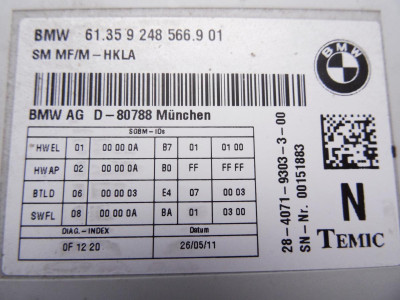 BMW 61.35 9 248 566.9 01
SM MF/M-HKLA
BMW
BMW AG D-80788 München
SGBM-IDs
HWEL 01 00 00 0A B7 01 01 00
HWAP 02 00 00 0A B0 FF FF FF
BTLD 06 00 00 03 E4 07 00 03
SWFL 08 00 00 0A BA 01 03 00
DIAG.-INDEX Datum
0F 12 20 26/05/11
28-4071-9303-3-00
SN-Nr. 00151883
N
TEMIC